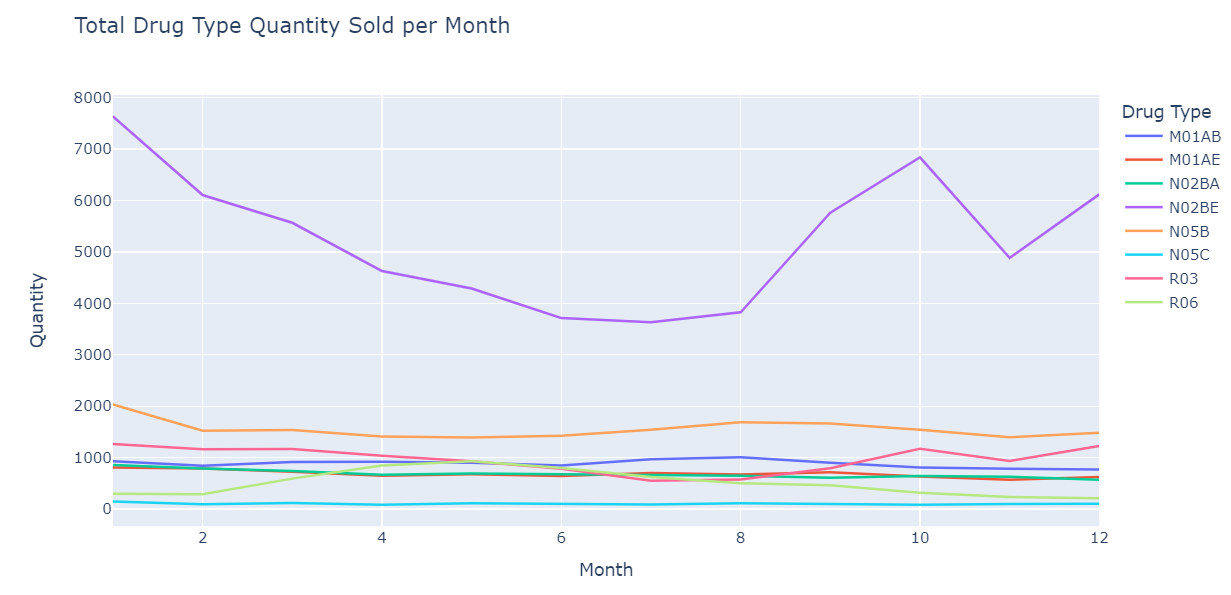 Total Drug Type Quantity Sold per Month
8000
7000
6000
5000
4000
3000
2000
1000
0
Quantity
2
4
6
8
10
12
Month
Drug Type
M01AB
M01AE
N02BA
N02BE
N05B
N05C
R03
R06